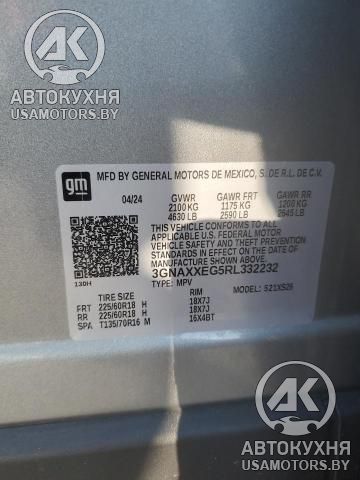 АК
АВТОКУХНЯ
USAMOTORS.BY
gm
MFD BY GENERAL MOTORS DE MEXICO, S. DE R.L. DE C.V.
04/24 GVWR GAWR FRT GAWR RR
2100 KG 1175 KG 1200 KG
4630 LB 2590 LB 2645 LB
THIS VEHICLE CONFORMS TO ALL APPLICABLE U.S.
FEDERAL MOTOR VEHICLE SAFETY AND THEFT PREVENTION
STANDARDS IN EFFECT ON THE DATE OF
MANUFACTURE SHOWN ABOVE.
3GNAXXEG5RL332232
TYPE: MPV
130H
TIRE SIZE RIM
FRT 225/60R18 H 18X7J
RR 225/60R18 H 18X7J
SPA T135/70R16 M 16X4BT
АК
АВТОКУХНЯ
USAMOTORS.BY